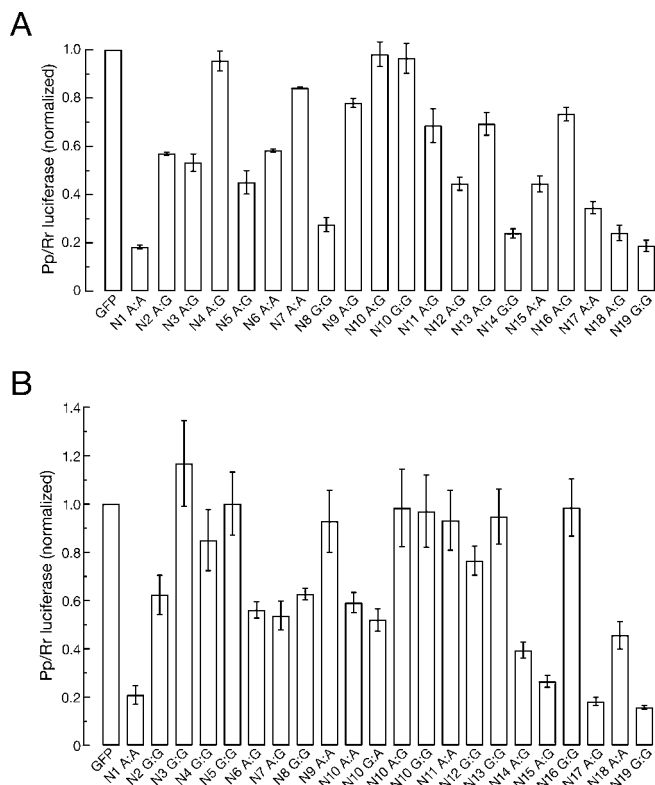 A
Pp/Rr luciferase (normalized)
1.0
0.8
0.6
0.4
0.2
0
GFP
N1 A:A
N2 A:G
N3 A:G
N4 A:G
N5 A:G
N6 A:A
N7 A:A
N8 G:G
N9 A:G
N10 A:G
N10 G:G
N11 A:G
N12 A:G
N13 A:G
N14 G:G
N15 A:A
N16 A:G
N17 A:A
N18 A:G
N19 G:G
B
Pp/Rr luciferase (normalized)
1.4
1.2
1.0
0.8
0.6
0.4
0.2
0
GFP
N1 A:A
N2 G:G
N3 G:G
N4 G:G
N5 G:G
N6 A:G
N7 A:G
N8 G:G
N9 A:A
N10 A:A
N10 G:A
N10 A:G
N10 G:G
N11 A:A
N12 G:G
N13 G:G
N14 A:G
N15 A:G
N16 G:G
N17 A:G
N18 A:A
N19 G:G